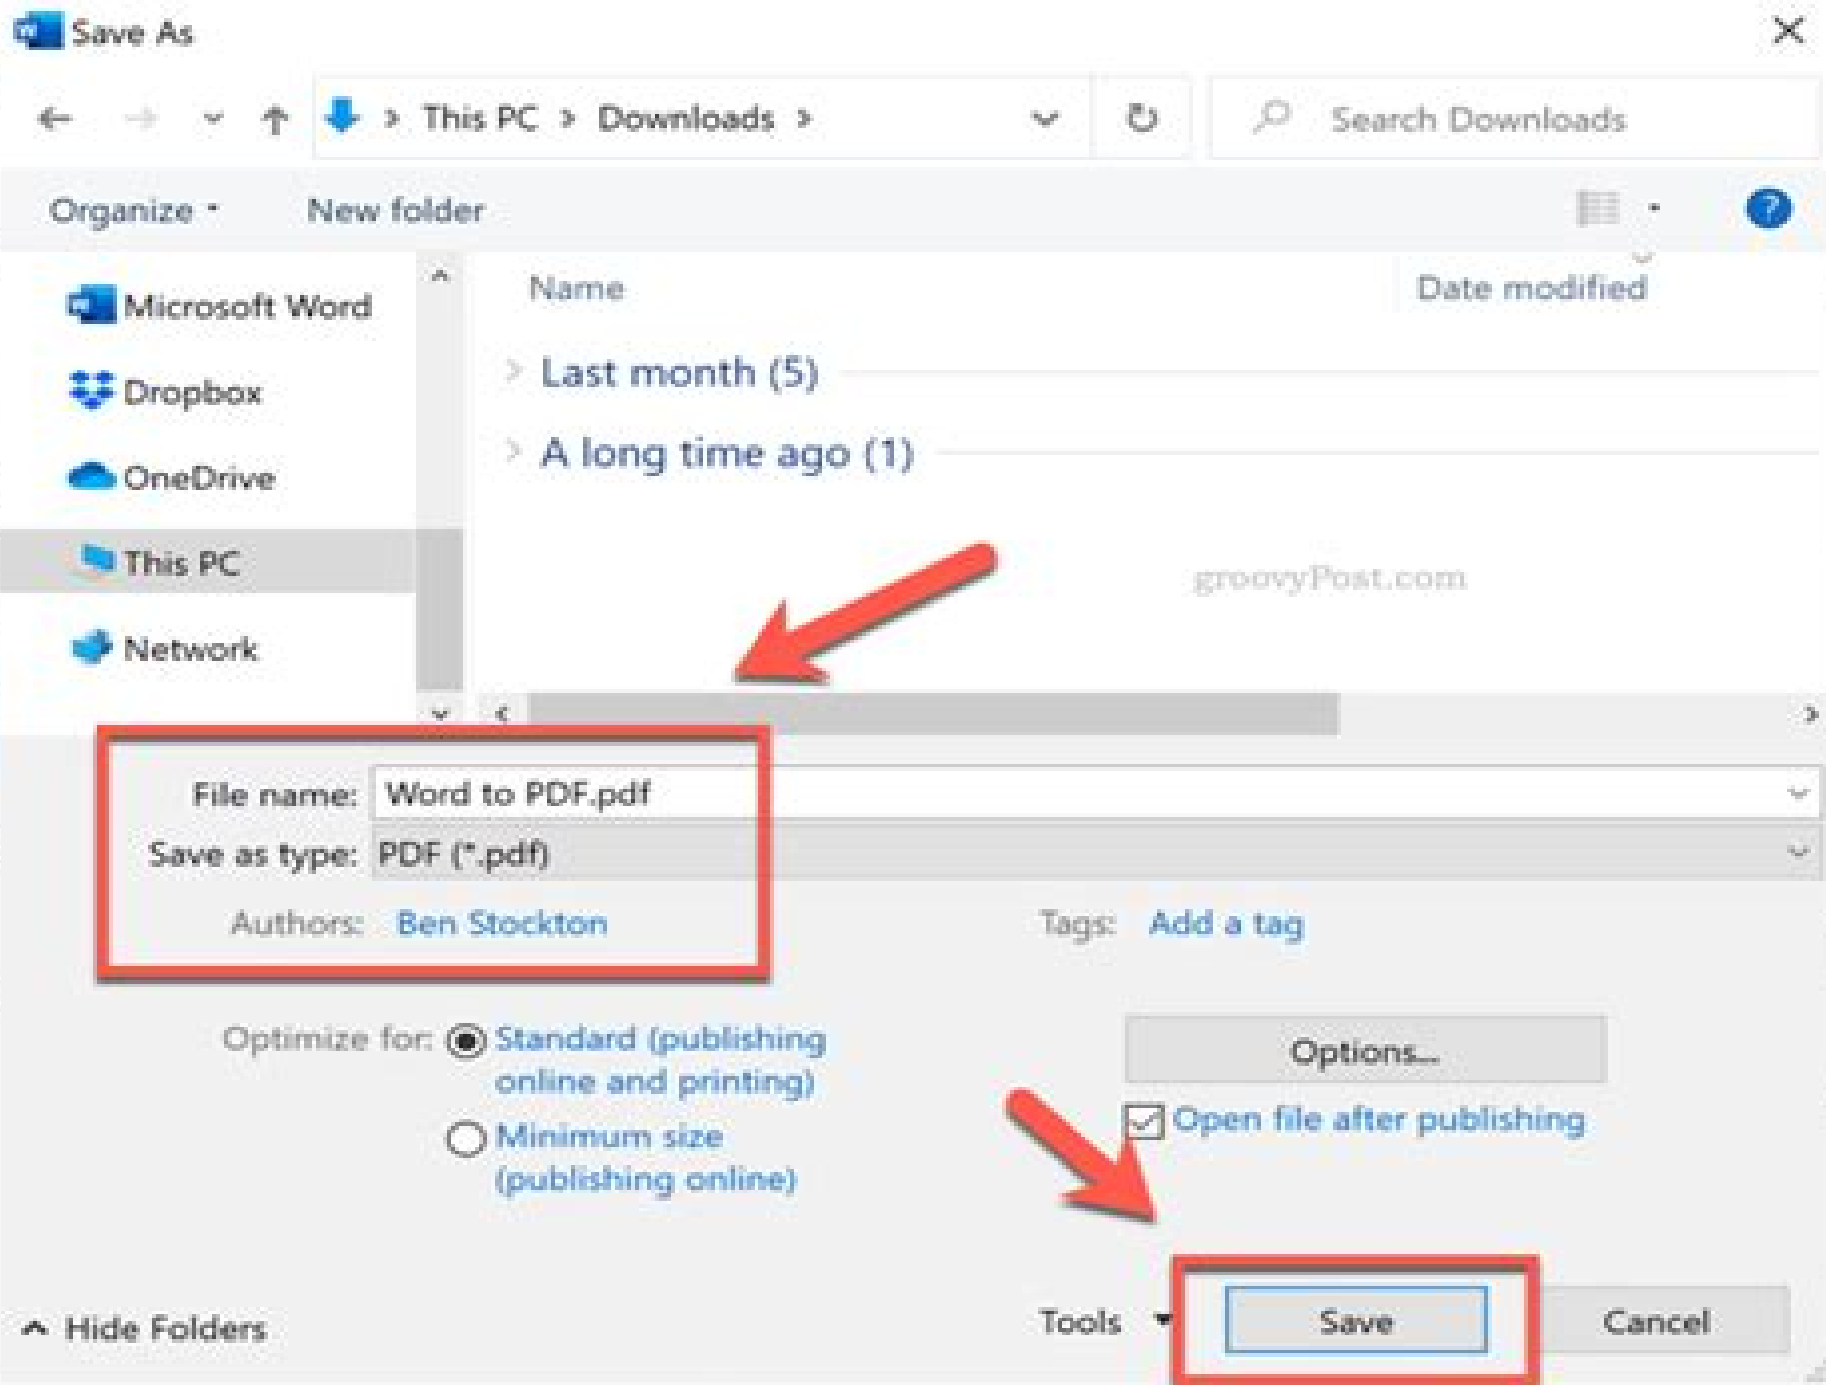 Save As
This PC > Downloads >
Search Downloads
Organize
New folder
Microsoft Word
Dropbox
OneDrive
This PC
Network
Name
Date modified
Last month (5)
A long time ago (1)
groovyPost.com
File name: Word to PDF.pdf
Save as type: PDF (*.pdf)
Authors: Ben Stockton
Tags: Add a tag
Optimize for: Standard (publishing
online and printing)
Minimum size
(publishing online)
Options...
Open file after publishing
Hide Folders
Tools
Save
Cancel